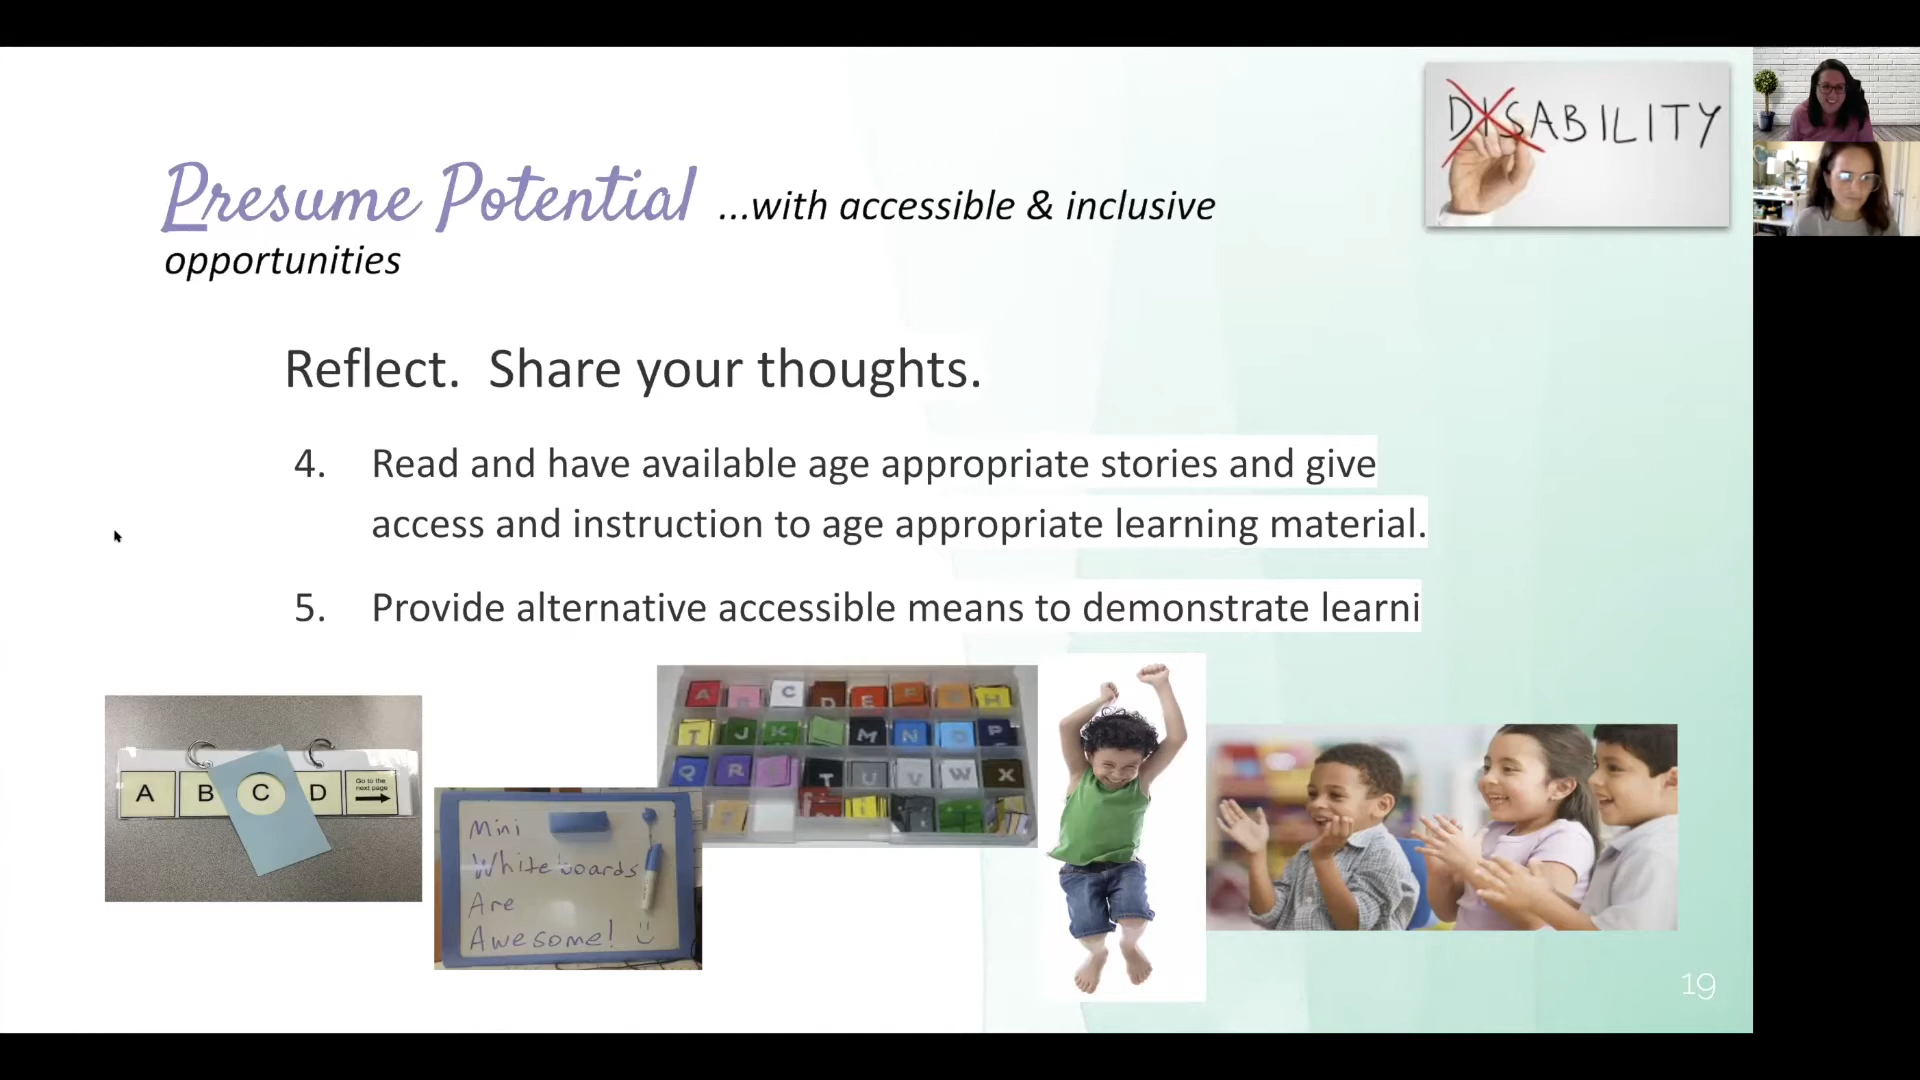 DISABILITY
Presume Potential ...with accessible & inclusive
opportunities
Reflect. Share your thoughts.
4. Read and have available age appropriate stories and give
access and instruction to age appropriate learning material.
5. Provide alternative accessible means to demonstrate learni
A B C D Go to the
next page
Mini
Whiteboards
Are
Awesome!
A B C D E F G H
I J K L M N O P
Q R S T U V W X
19